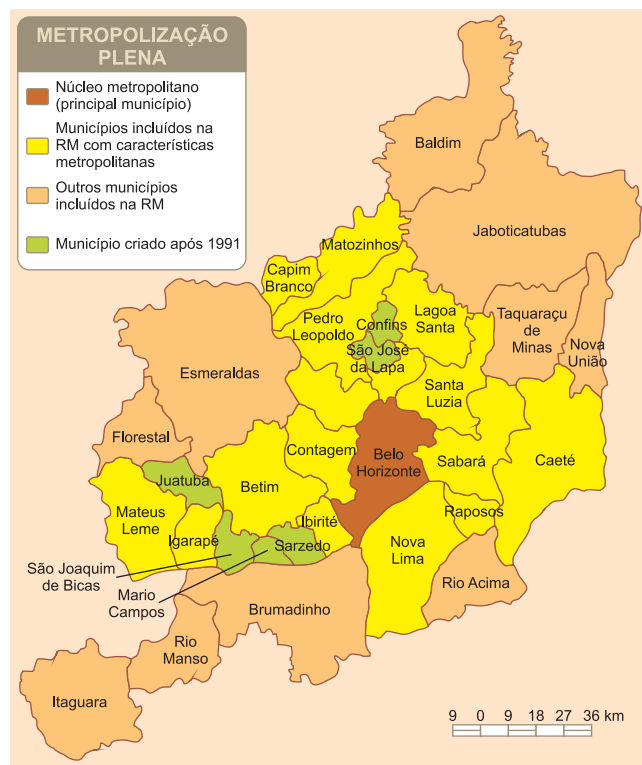 METROPOLIZAÇÃO
PLENA
Núcleo metropolitano
(principal município)
Municípios incluídos na
RM com características
metropolitanas
Outros municípios
incluídos na RM
Município criado após 1991
Baldim
Jaboticatubas
Matozinhos
Capim
Branco
Pedro
Leopoldo
Confins
Lagoa
Santa
Taquaraçu
de
Minas
Nova
União
São José
da Lapa
Esmeraldas
Santa
Luzia
Florestal
Contagem
Belo
Horizonte
Sabará
Caeté
Juatuba
Betim
Mateus
Leme
Igarapé
Ibirité
Sarzedo
Raposos
Nova
Lima
São Joaquim
de Bicas
Mario
Campos
Rio Acima
Brumadinho
Rio
Manso
Itaguara
9 0 9 18 27 36 km